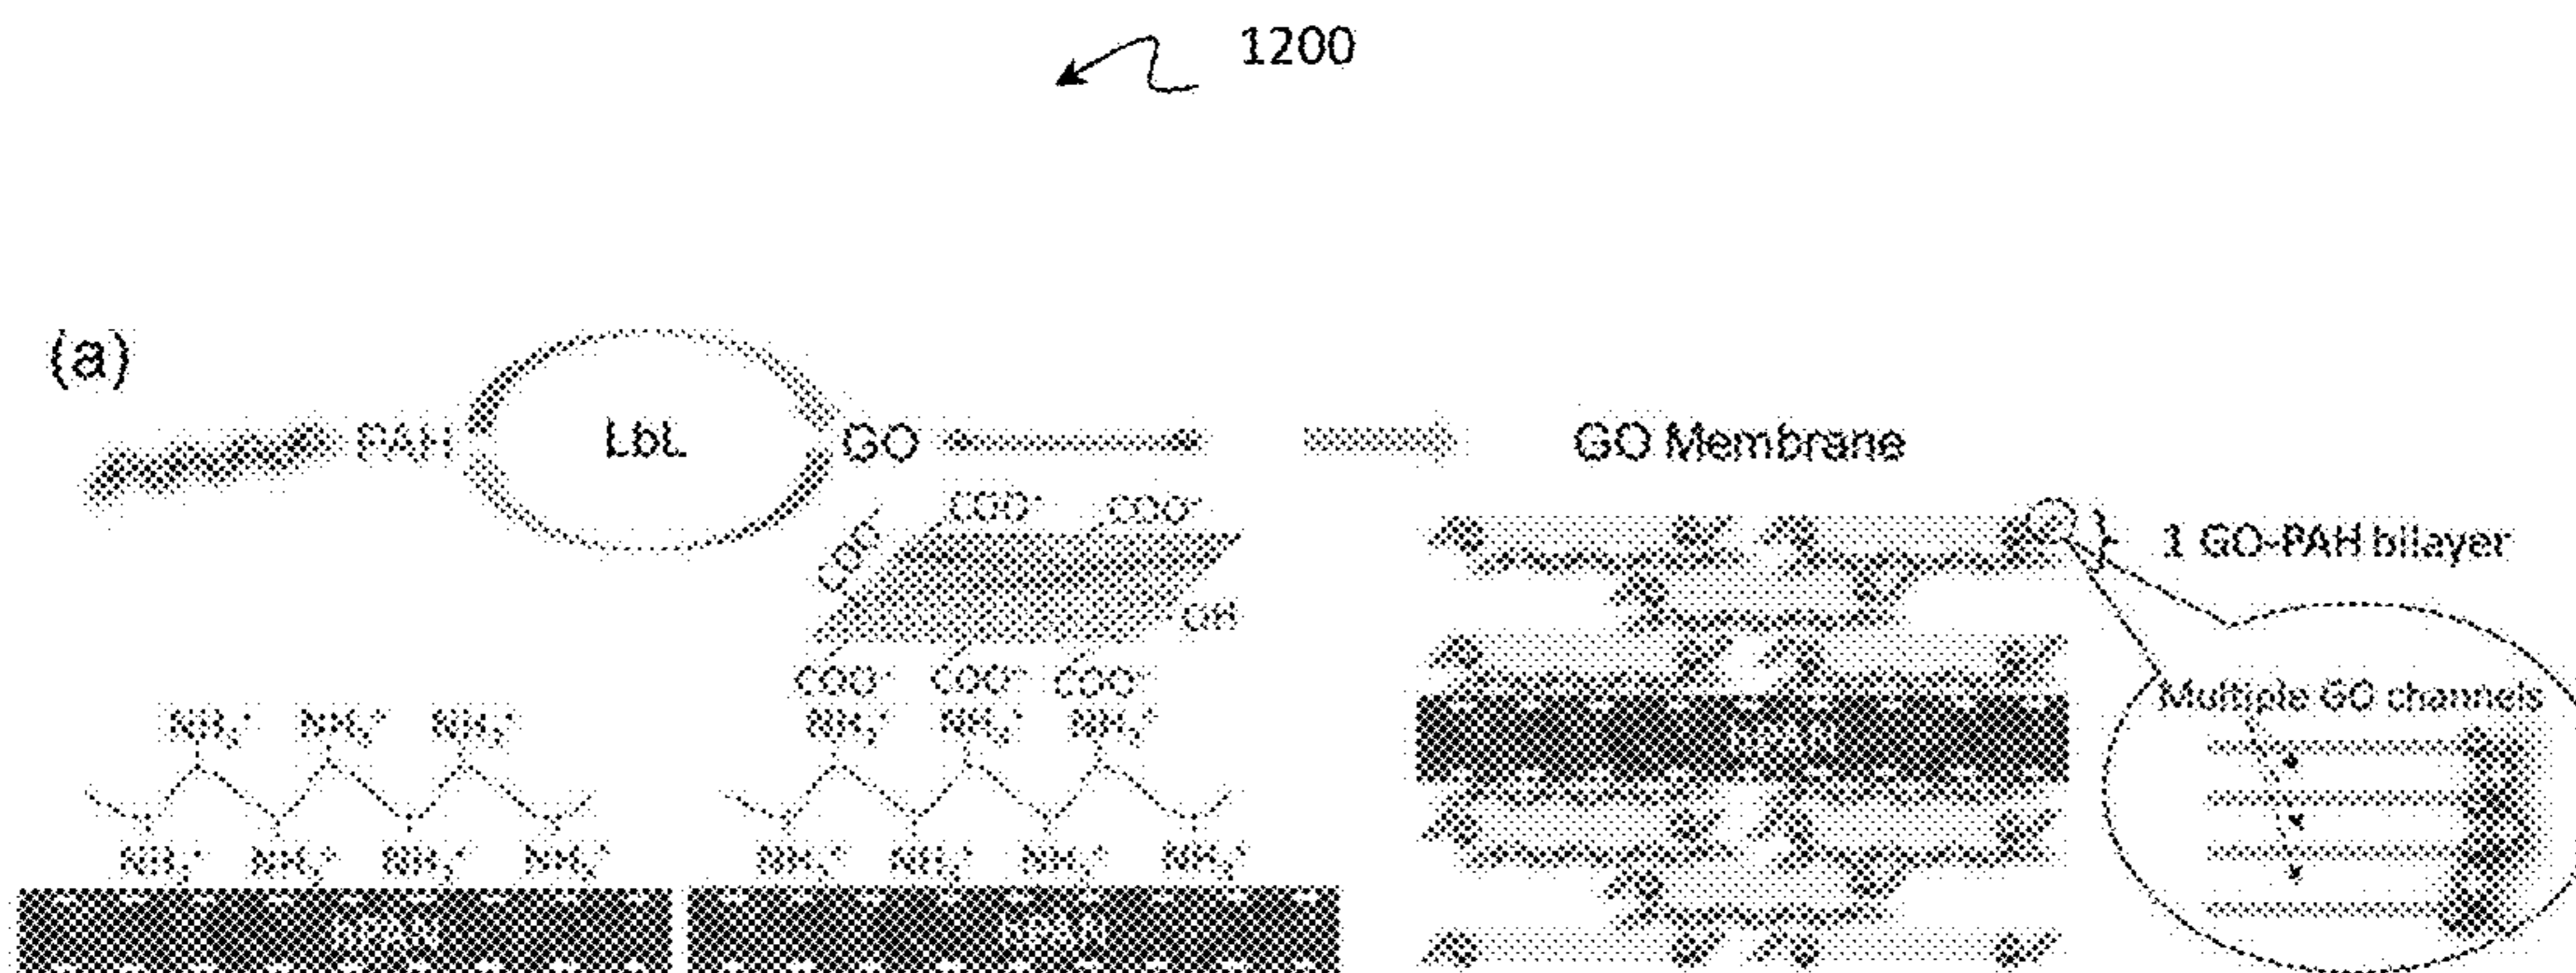 1200
(a)
PAH LbL GO GO Membrane
COO⁻ COO⁻ COO⁻
1 GO-PAH bilayer
OH
COO⁻ COO⁻ COO⁻
Multiple GO channels
NH₃⁺ NH₃⁺ NH₃⁺ NH₃⁺ NH₃⁺ NH₃⁺
NH₃⁺ NH₃⁺ NH₃⁺ NH₃⁺ NH₃⁺ NH₃⁺ NH₃⁺ NH₃⁺